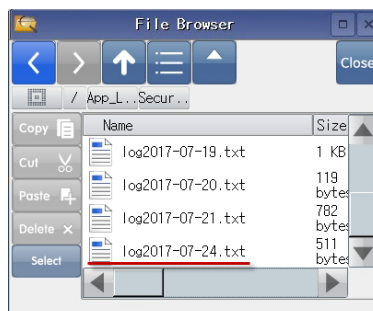 File Browser
Close
/ App_L..Secur..
Copy
Name Size
log2017-07-19.txt 1 KB
Cut
log2017-07-20.txt 119 bytes
Paste
log2017-07-21.txt 782 bytes
Delete
log2017-07-24.txt 511 bytes
Select